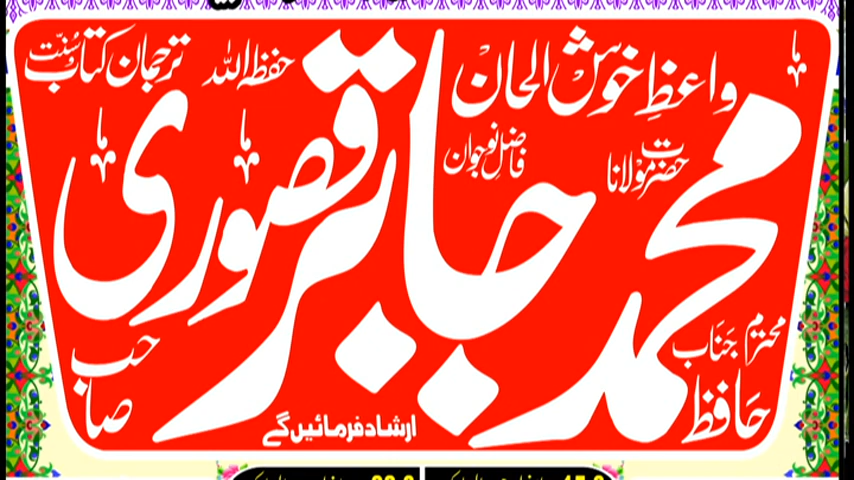 واعظِ خوش الحان
حفظہ اللہ
ترجمان کتاب سنت
حضرت مولانا
فاضل نوجوان
محترم جناب
حافظ
محمد جابر قصوری
صاحب
ارشاد فرمائیں گے